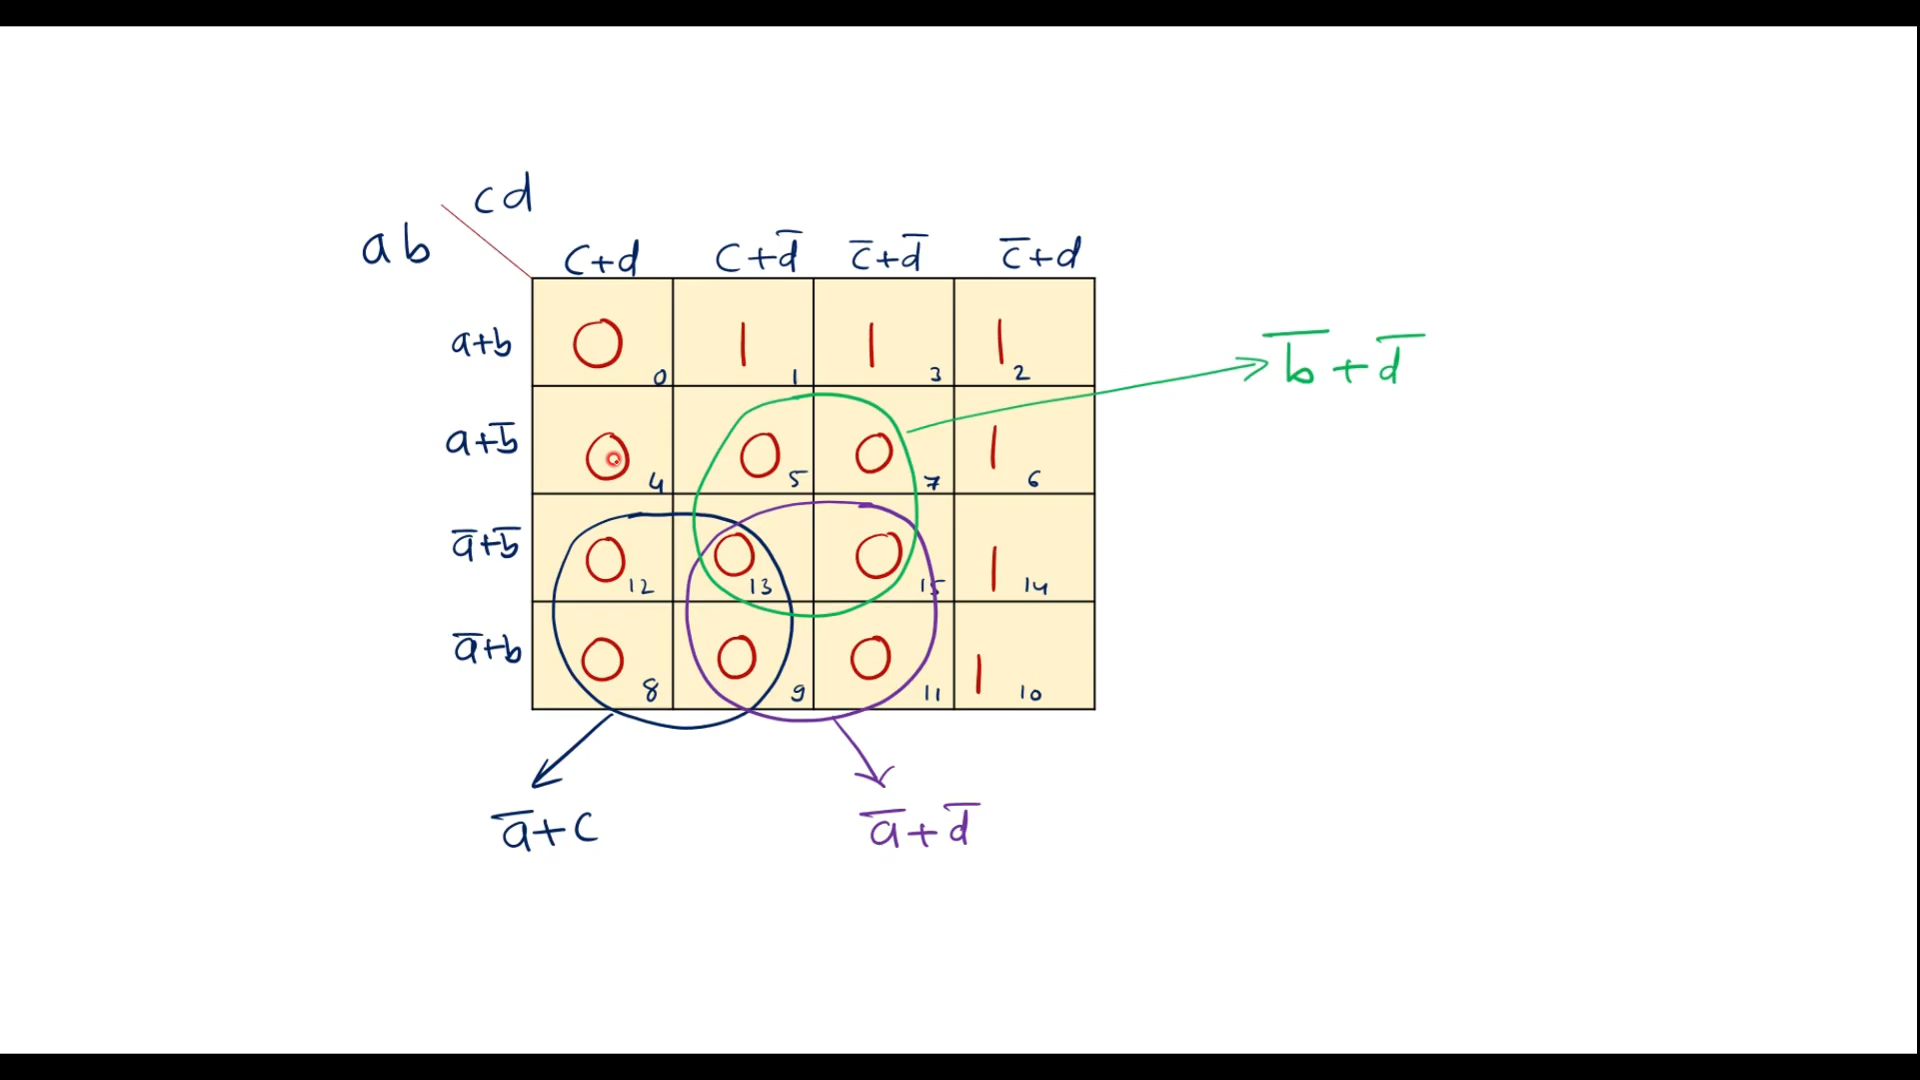 cd
ab
c+d c+d̅ c̅+d̅ c̅+d
a+b 0 0 1 1 1 3 1 2
a+b̅ 0 4 0 5 0 7 1 6
b̅+d̅
a̅+b̅ 0 12 0 13 0 15 1 14
a̅+b 0 8 0 9 0 11 1 10
a̅+c a̅+d̅